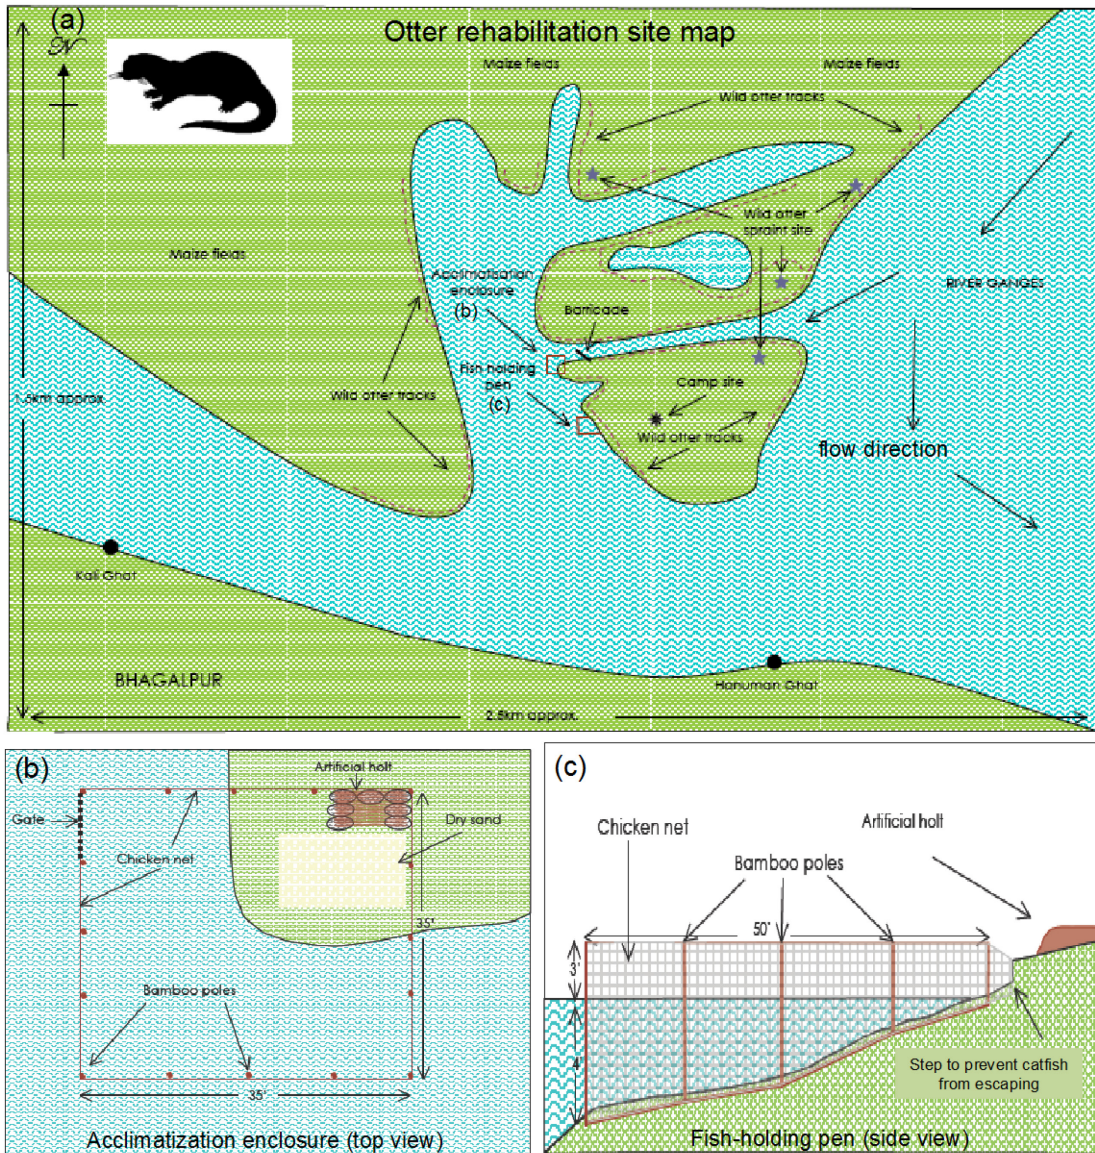 (a)
Otter rehabilitation site map
N
Maize fields
Maize fields
Wild otter tracks
Wild otter
spraint site
Maize fields
Acclimatisation
enclosure
(b)
RIVER GANGES
Barricade
Fish holding
pen
(c)
Camp site
Wild otter tracks
1.5km approx.
Wild otter tracks
flow direction
Kali Ghat
BHAGALPUR
Hanuman Ghat
2.5km approx.
(b)
Artificial holt
Gate
Dry sand
Chicken net
35'
Bamboo poles
35'
Acclimatization enclosure (top view)
(c)
Chicken net
Artificial holt
Bamboo poles
50'
3'
4'
Step to prevent catfish
from escaping
Fish-holding pen (side view)